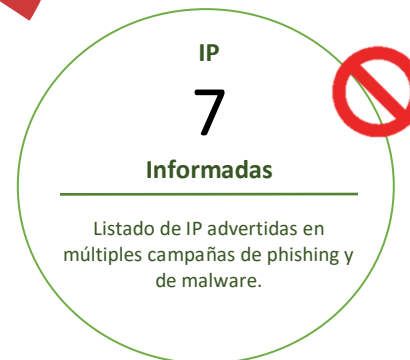 IP
7
Informadas
Listado de IP advertidas en
múltiples campañas de phishing y
de malware.